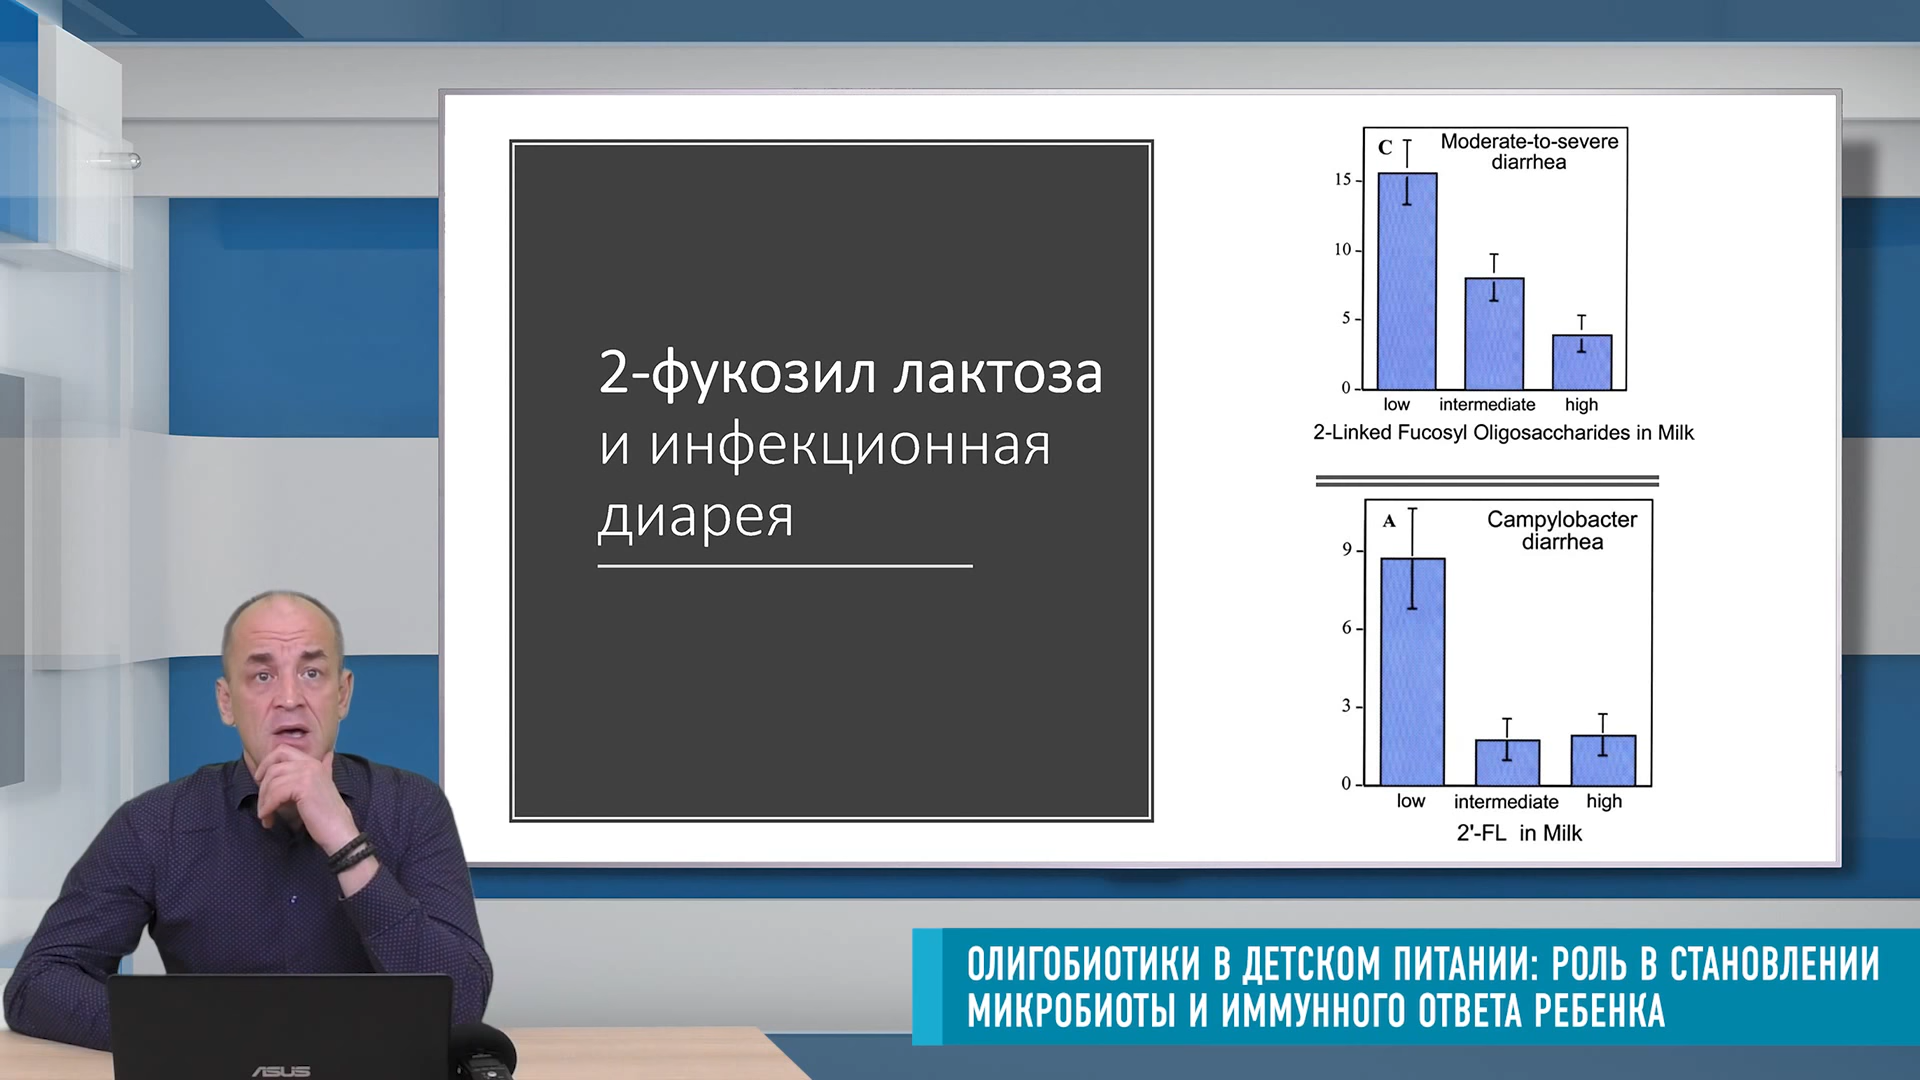 2-фукозил лактоза
и инфекционная
диарея
C
Moderate-to-severe
diarrhea
15
10
5
0
low intermediate high
2-Linked Fucosyl Oligosaccharides in Milk
A
Campylobacter
diarrhea
9
6
3
0
low intermediate high
2'-FL in Milk
ОЛИГОБИОТИКИ В ДЕТСКОМ ПИТАНИИ: РОЛЬ В СТАНОВЛЕНИИ
МИКРОБИОТЫ И ИММУННОГО ОТВЕТА РЕБЕНКА
ASUS